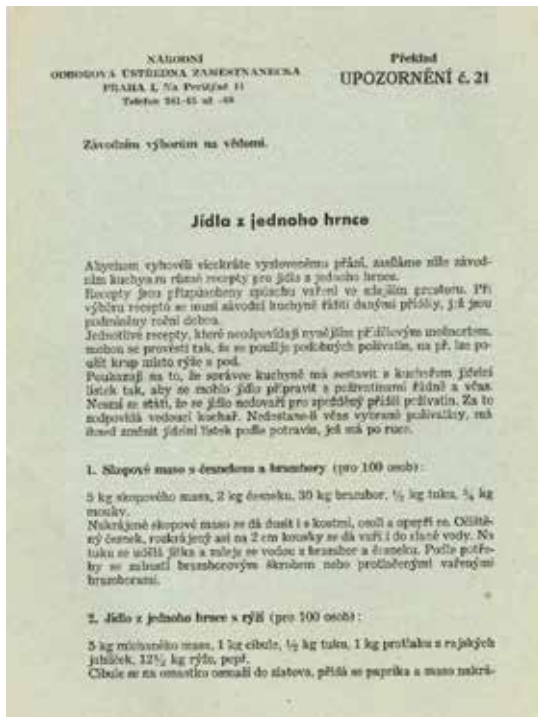 NÁRODNÍ
ODBOROVÁ ÚSTŘEDNA ZAMĚSTNANECKÁ
PRAHA I, Na Perštýně 11
Telefon 361-65 až -69
Překlad
UPOZORNĚNÍ č. 21
Závodním výborům na vědomí.
Jídla z jednoho hrnce
Abychom vyhověli vícekráte vyslovenému přání, zasíláme níže závod-
ním kuchyním různé recepty pro jídla z jednoho hrnce.
Recepty jsou přizpůsobeny způsobu vaření ve zdejším prostoru. Při
výběru receptů se musí závodní kuchyně říditi danými příděly, jež jsou
podmíněny roční dobou.
Jednotlivé recepty, které neodpovídají nynějším přídělovým možnostem,
mohou se provésti tak, že se použije podobných poživatin, na př. lze po-
užít krup místo rýže a pod.
Poukazuji na to, že správce kuchyně má sestavit s kuchařem jídelní
lístek tak, aby se mohlo jídlo připravit s poživatinami řádně a včas.
Nesmí se státi, že se jídlo nedovaří pro opožděný příděl poživatin. Za to
zodpovídá vedoucí kuchař. Nedostane-li včas vybrané poživatiny, má
ihned změnit jídelní lístek podle potravin, jež má po ruce.
1. Skopové maso s česnekem a brambory (pro 100 osob):
5 kg skopového masa, 2 kg česneku, 30 kg brambor, ½ kg tuku, ¾ kg
mouky.
Nakrájené skopové maso se dá dusit i s kostmi, osolí a opepří se. Očiště-
ný česnek, rozkrájený asi na 2 cm kousky se dá vařit do slané vody. Na
tuku se udělá jíška a zaleje se vodou z brambor a česneku. Podle potře-
by se zahustí bramborovým škrobem nebo protlačenými vařenými
bramborami.
2. Jídlo z jednoho hrnce s rýží (pro 100 osob):
5 kg míchaného masa, 1 kg cibule, ½ kg tuku, 1 kg protlaku z rajských
jablíček, 12½ kg rýže, pepř.
Cibule se na omastku osmaží do zlatova, přidá se paprika a maso nakrá-